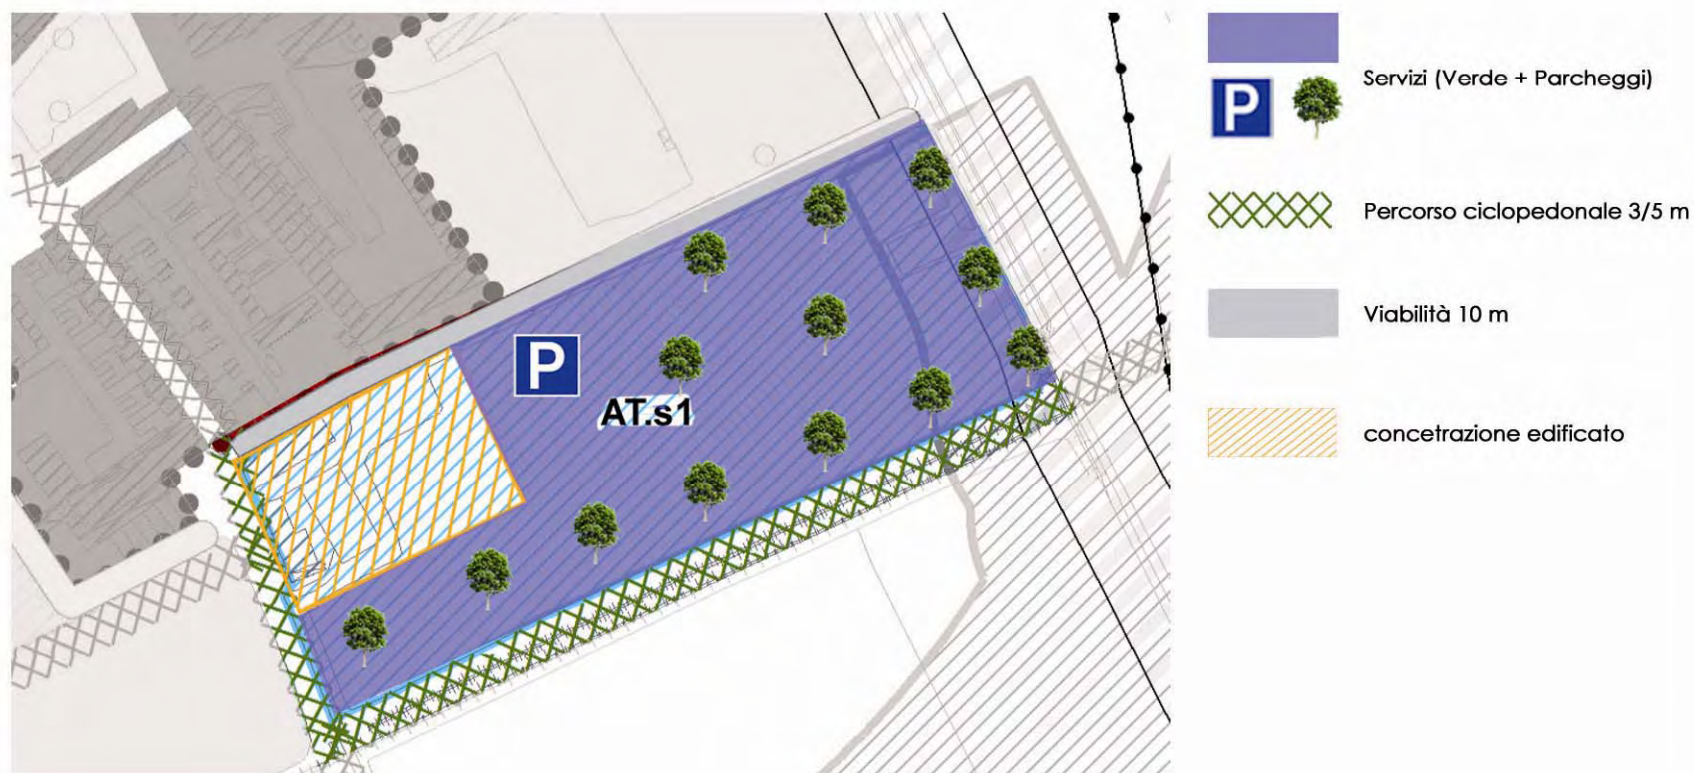 P
AT.s1
P
Servizi (Verde + Parcheggi)
Percorso ciclopedonale 3/5 m
Viabilità 10 m
concetrazione edificato